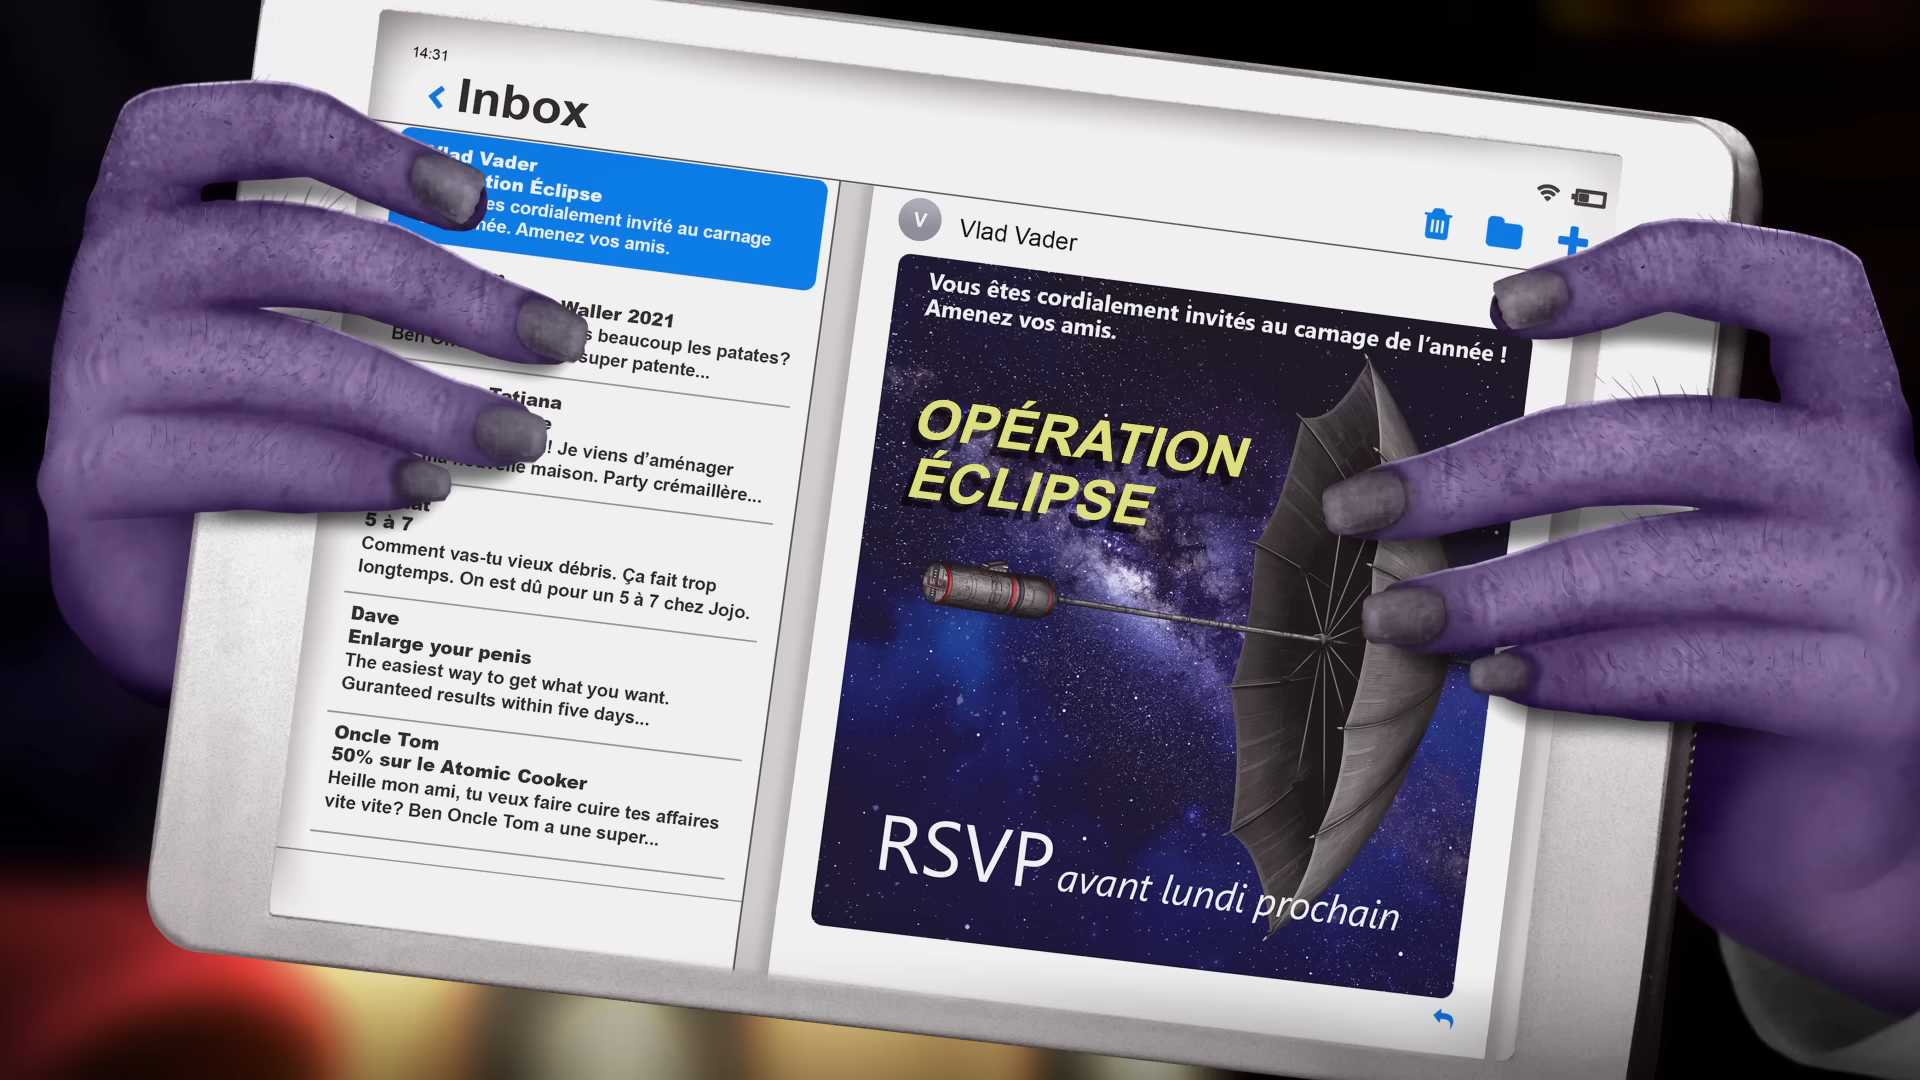 14:31
Inbox
Vlad Vader
tion Éclipse
es cordialement invité au carnage
née. Amenez vos amis.
Waller 2021
beaucoup les patates?
Ben
super patente...
Tatiana
! Je viens d’aménager
maison. Party crémaillère...
5 à 7
Comment vas-tu vieux débris. Ça fait trop
longtemps. On est dû pour un 5 à 7 chez Jojo.
Dave
Enlarge your penis
The easiest way to get what you want.
Guranteed results within five days...
Oncle Tom
50% sur le Atomic Cooker
Heille mon ami, tu veux faire cuire tes affaires
vite vite? Ben Oncle Tom a une super...
V
Vlad Vader
Vous êtes cordialement invités au carnage de l’année !
Amenez vos amis.
OPÉRATION
ÉCLIPSE
RSVP avant lundi prochain